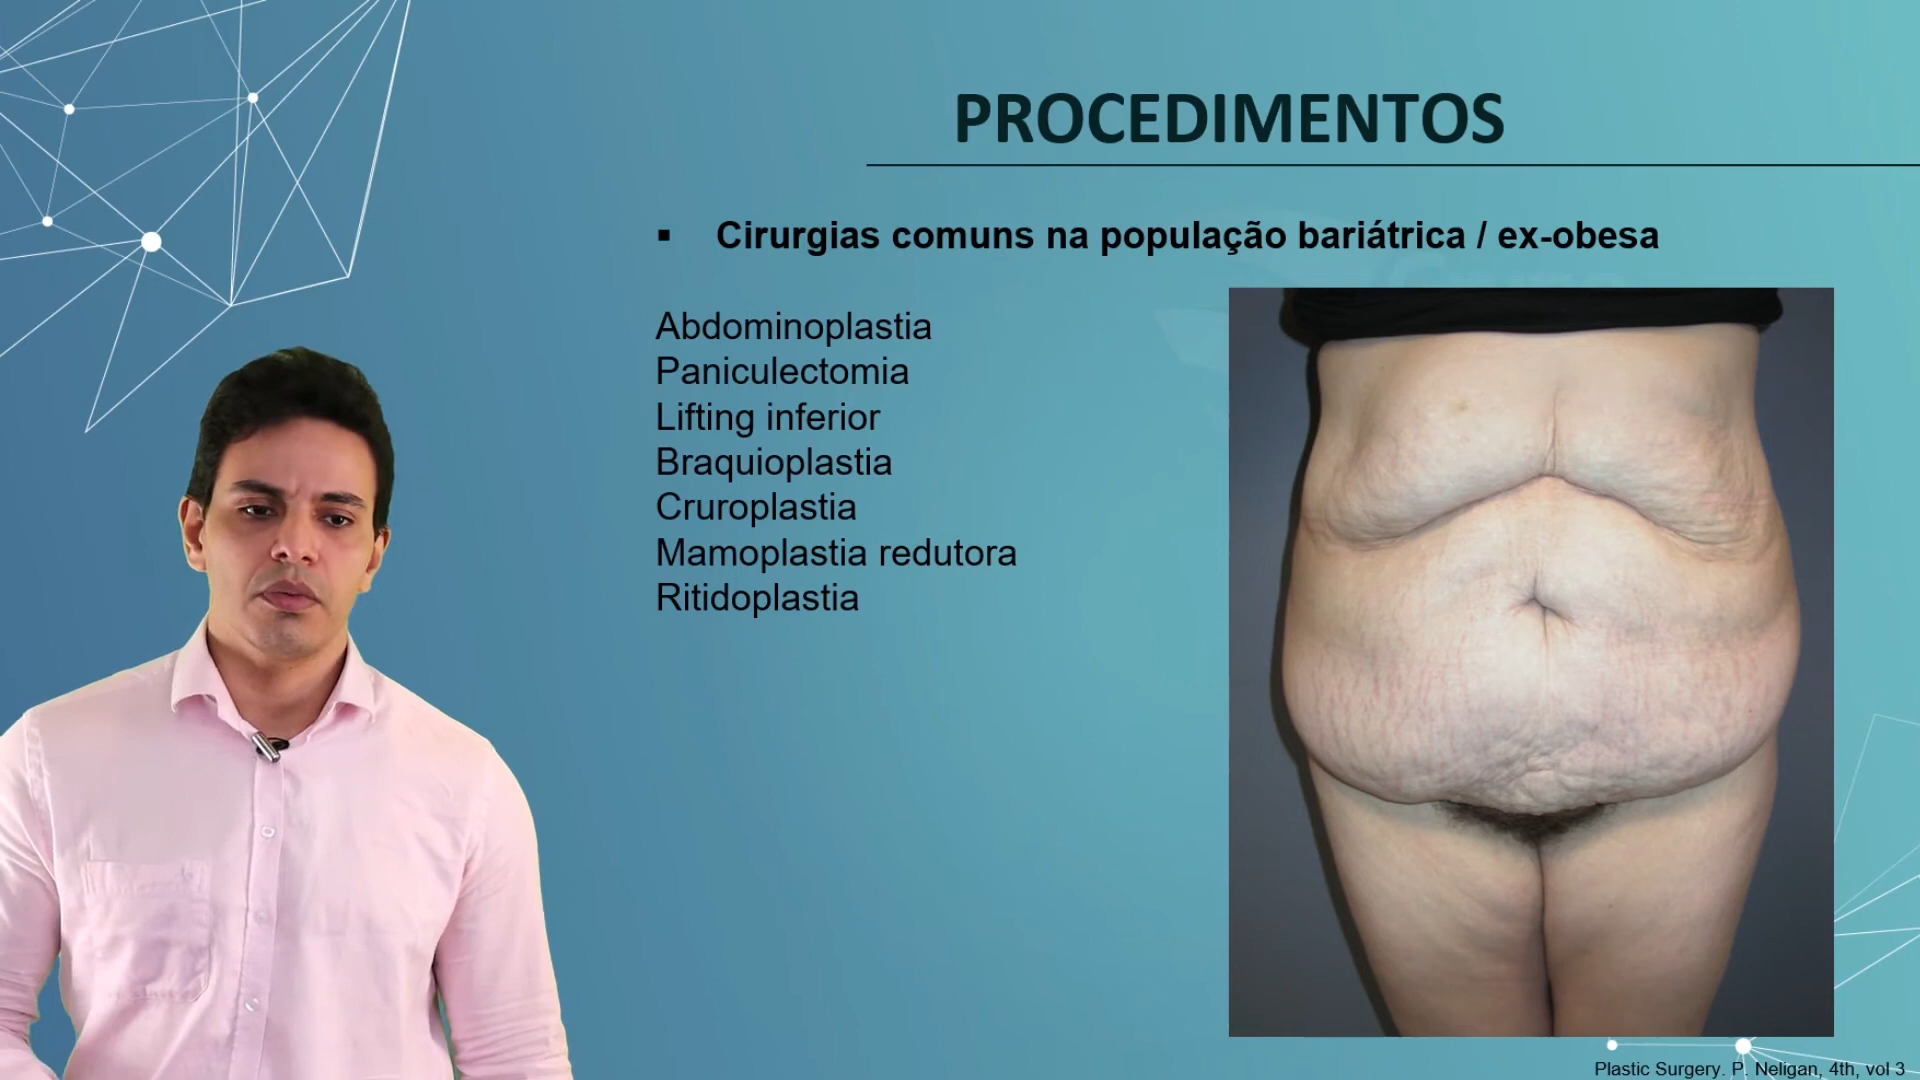 PROCEDIMENTOS
▪ Cirurgias comuns na população bariátrica / ex-obesa
Abdominoplastia
Paniculectomia
Lifting inferior
Braquioplastia
Cruroplastia
Mamoplastia redutora
Ritidoplastia
Plastic Surgery. P. Neligan, 4th, vol 3